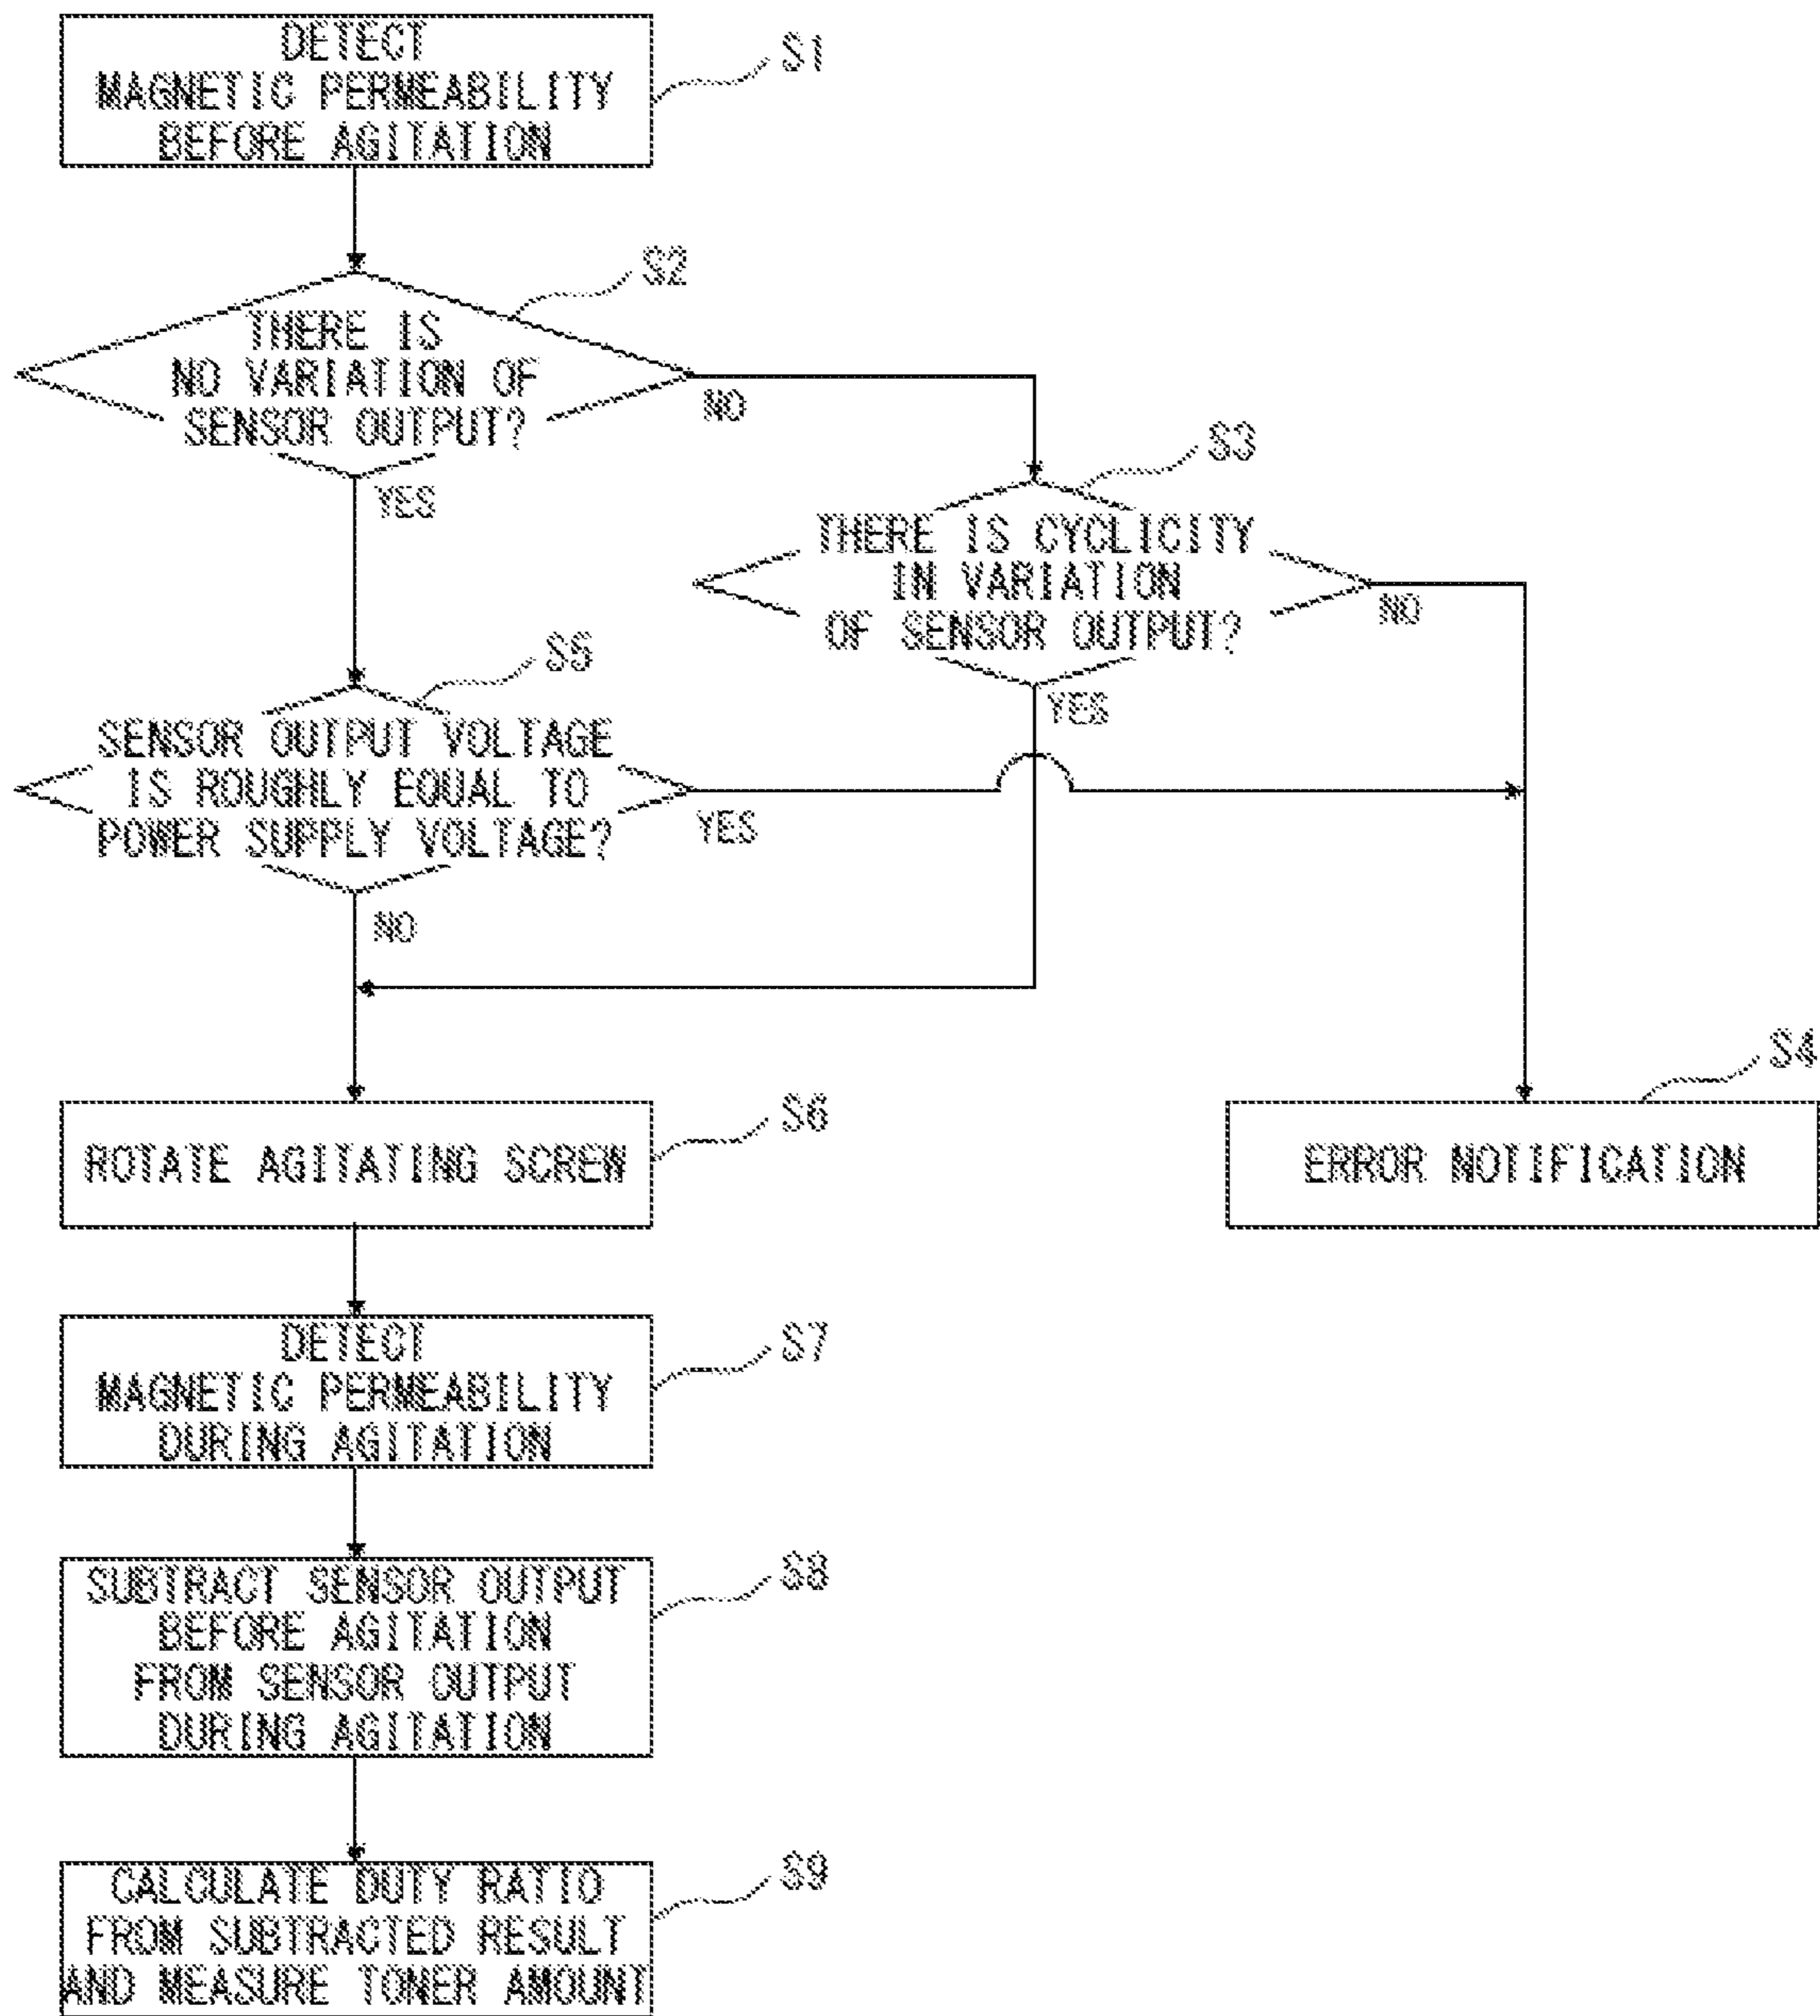 DETECT
MAGNETIC PERMEABILITY
BEFORE AGITATION
S1
S2
THERE IS
NO VARIATION OF
SENSOR OUTPUT?
NO
YES
S3
THERE IS CYCLICITY
IN VARIATION
OF SENSOR OUTPUT?
NO
YES
S5
SENSOR OUTPUT VOLTAGE
IS ROUGHLY EQUAL TO
POWER SUPPLY VOLTAGE?
YES
NO
S4
ERROR NOTIFICATION
S6
ROTATE AGITATING SCREW
S7
DETECT
MAGNETIC PERMEABILITY
DURING AGITATION
S8
SUBTRACT SENSOR OUTPUT
BEFORE AGITATION
FROM SENSOR OUTPUT
DURING AGITATION
S9
CALCULATE DUTY RATIO
FROM SUBTRACTED RESULT
AND MEASURE TONER AMOUNT